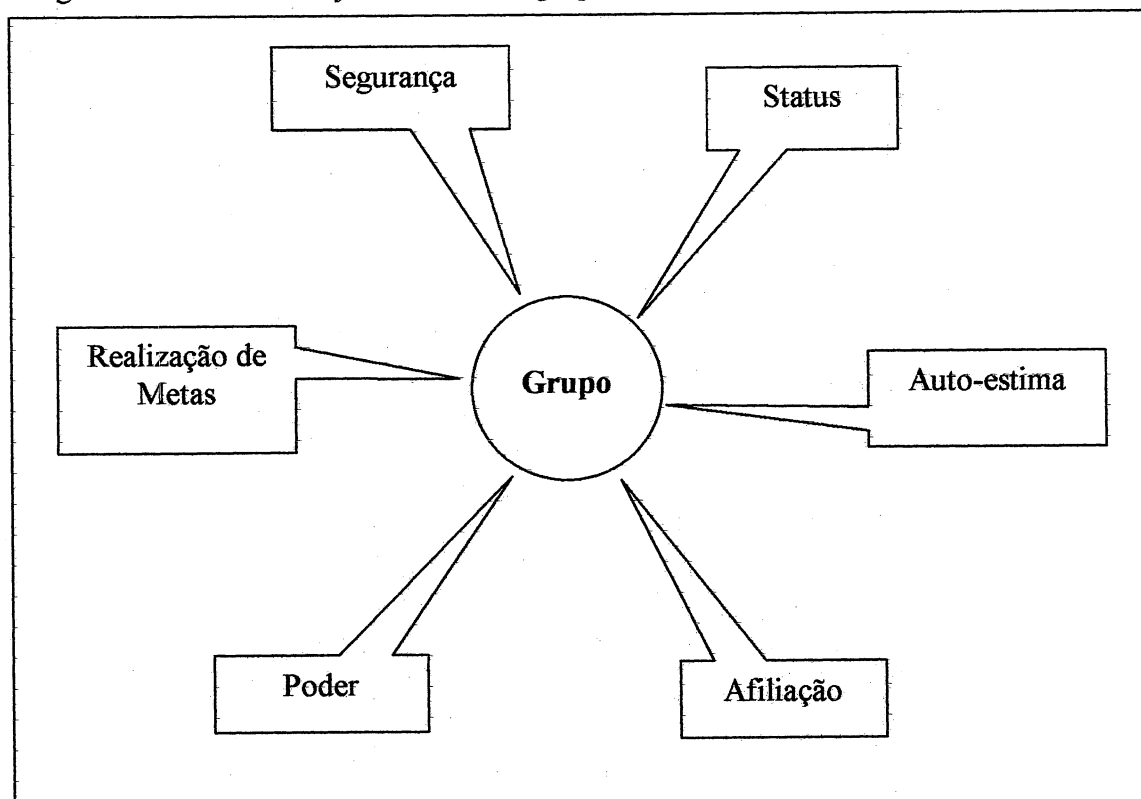 Segurança
Status
Realização de
Metas
Grupo
Auto-estima
Poder
Afiliação